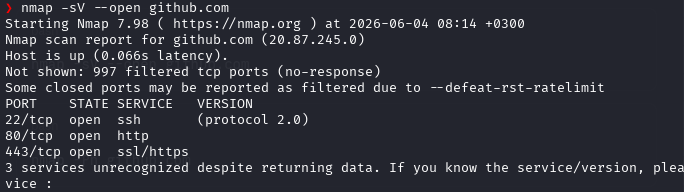 ❯ nmap -sV --open github.com
Starting Nmap 7.98 ( https://nmap.org ) at 2026-06-04 08:14 +0300
Nmap scan report for github.com (20.87.245.0)
Host is up (0.066s latency).
Not shown: 997 filtered tcp ports (no-response)
Some closed ports may be reported as filtered due to --defeat-rst-ratelimit
PORT    STATE SERVICE   VERSION
22/tcp  open  ssh       (protocol 2.0)
80/tcp  open  http
443/tcp open  ssl/https
3 services unrecognized despite returning data. If you know the service/version, plea
vice :